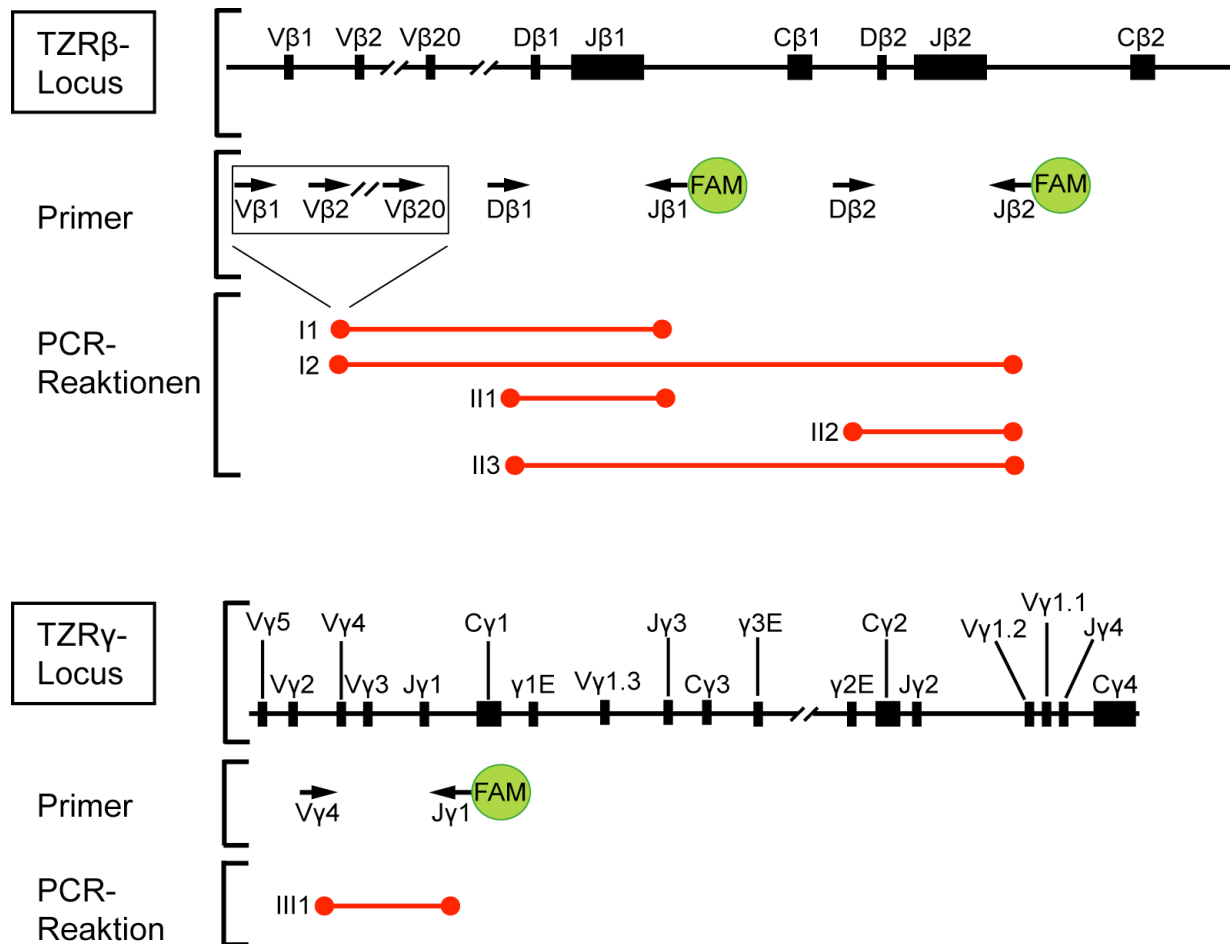 TZRβ-
Locus
Vβ1 Vβ2 Vβ20 Dβ1 Jβ1 Cβ1 Dβ2 Jβ2 Cβ2
Primer
Vβ1 Vβ2 Vβ20 Dβ1 Jβ1 FAM Dβ2 Jβ2 FAM
PCR-
Reaktionen
I1
I2
II1
II2
II3
TZRγ-
Locus
Vγ5 Vγ4 Cγ1 Jγ3 γ3E Cγ2 Vγ1.2 Vγ1.1 Jγ4
Vγ2 Vγ3 Jγ1 γ1E Vγ1.3 Cγ3 γ2E Jγ2 Cγ4
Primer
Vγ4 Jγ1 FAM
PCR-
Reaktion
III1